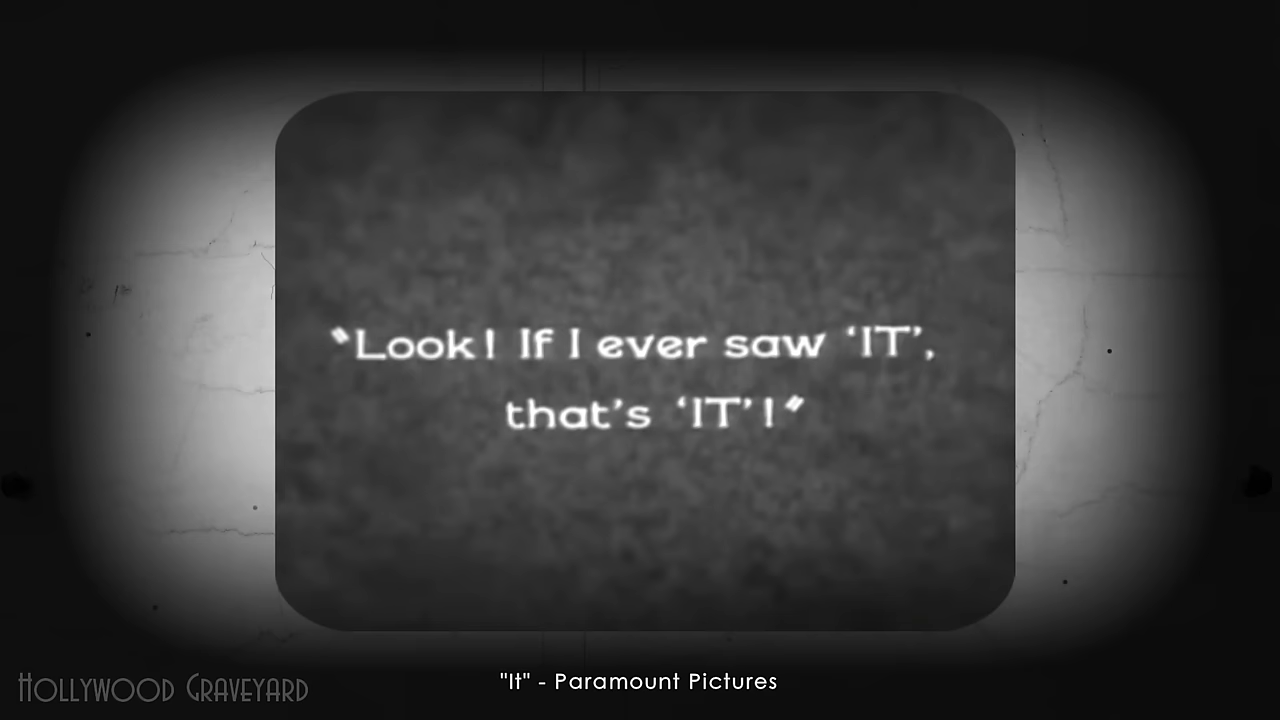 “Look! If I ever saw ‘IT’,
that’s ‘IT’!”
HOLLYWOOD GRAVEYARD
"It" - Paramount Pictures